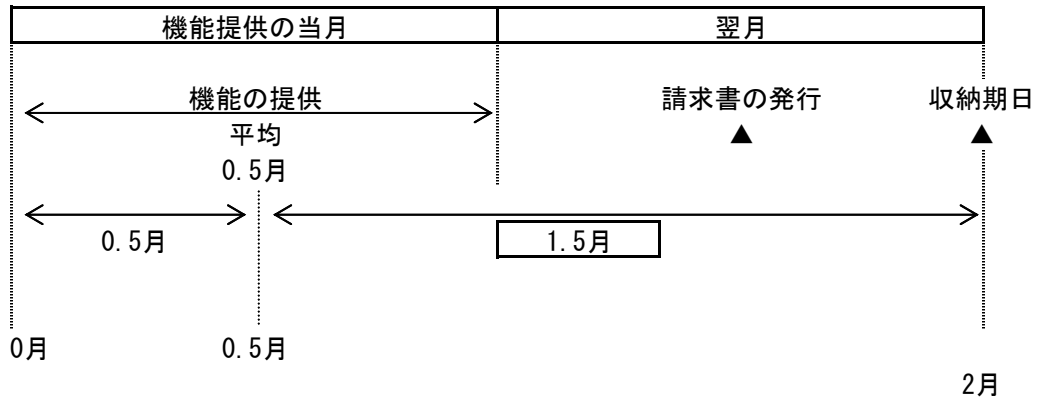 機能提供の当月 翌月
機能の提供 請求書の発行 収納期日
平均 ▲ ▲
0.5月
0.5月 1.5月
0月 0.5月
2月